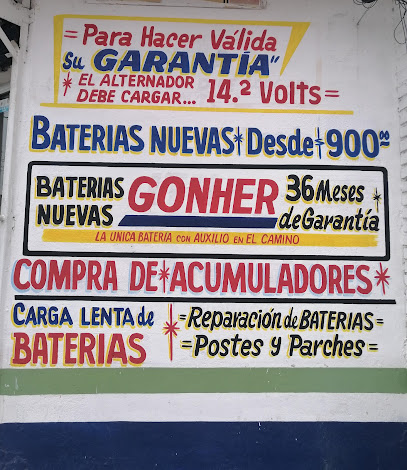 = Para Hacer Válida
Su GARANTÍA"
* EL ALTERNADOR
DEBE CARGAR... 14.2 Volts =
BATERIAS NUEVAS * Desde $900.00
BATERIAS
NUEVAS
GONHER
36 Meses
de Garantía
LA UNICA BATERIA con AUXILIO en EL CAMINO
COMPRA DE * ACUMULADORES *
CARGA LENTA de
BATERIAS
* = Reparación de BATERIAS =
= Postes y Parches =